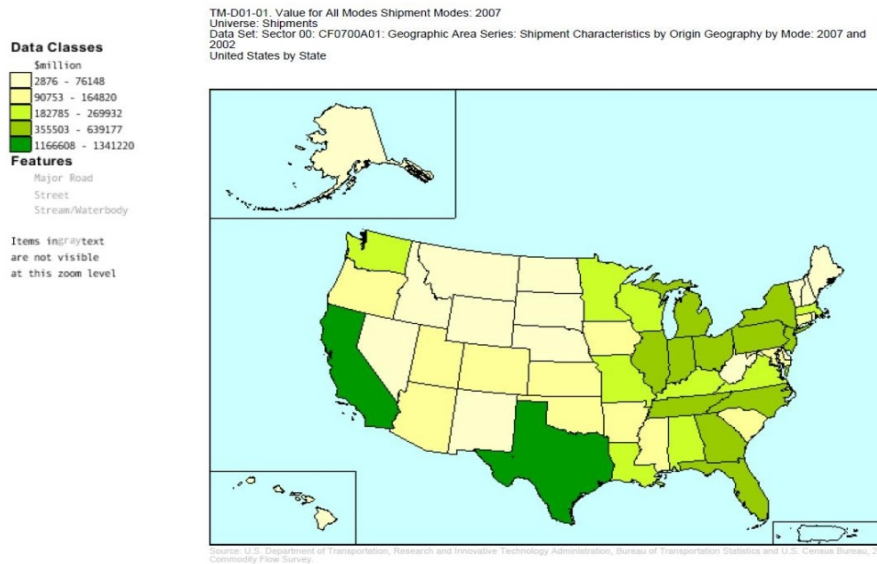 TM-D01-01. Value for All Modes Shipment Modes: 2007
Universe: Shipments
Data Set: Sector 00: CF0700A01: Geographic Area Series: Shipment Characteristics by Origin Geography by Mode: 2007 and
2002
United States by State
Data Classes
$million
2876 - 76148
90753 - 164820
182785 - 269932
355503 - 639177
1166608 - 1341220
Features
Major Road
Street
Stream/Waterbody
Items ingraytext
are not visible
at this zoom level
Source: U.S. Department of Transportation, Research and Innovative Technology Administration, Bureau of Transportation Statistics and U.S. Census Bureau, 2
Commodity Flow Survey.